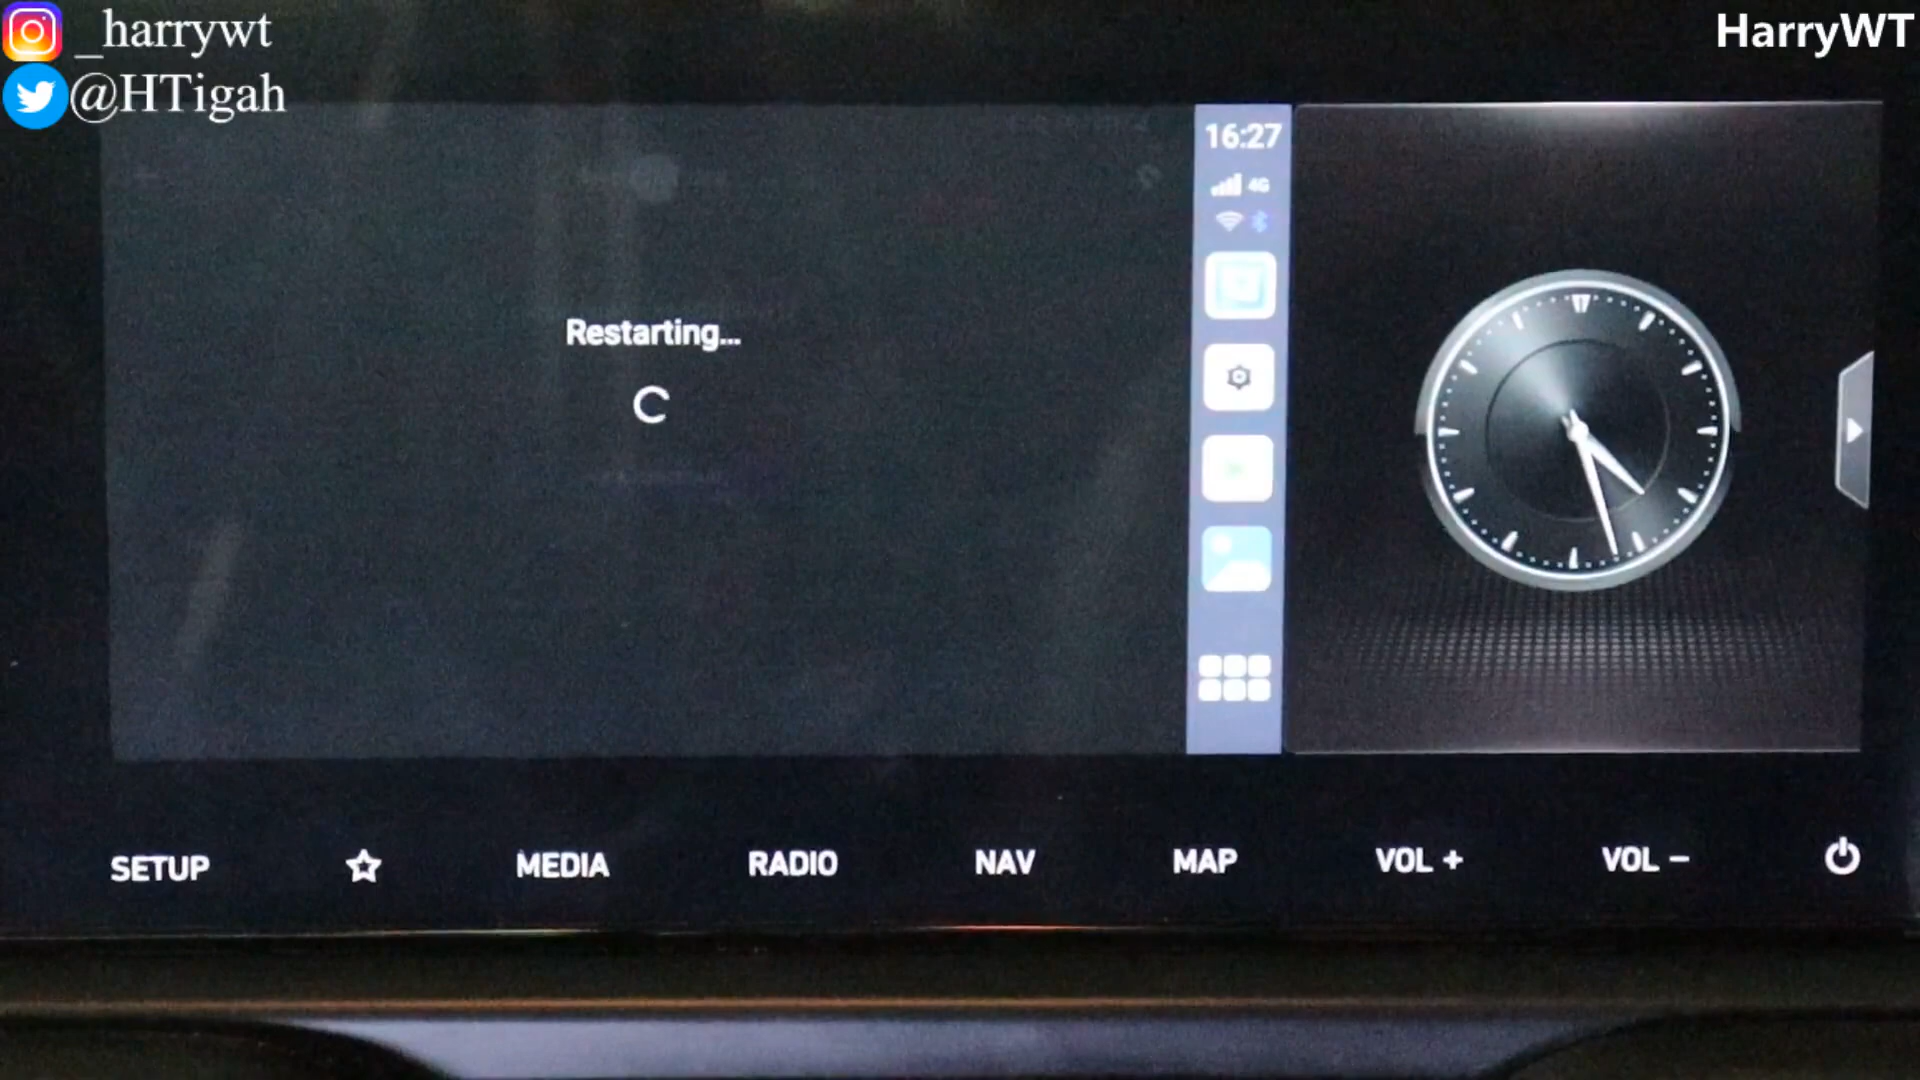 _harrywt
HarryWT
@HTigah
16:27
4G
Restarting...
SETUP
MEDIA
RADIO
NAV
MAP
VOL +
VOL −